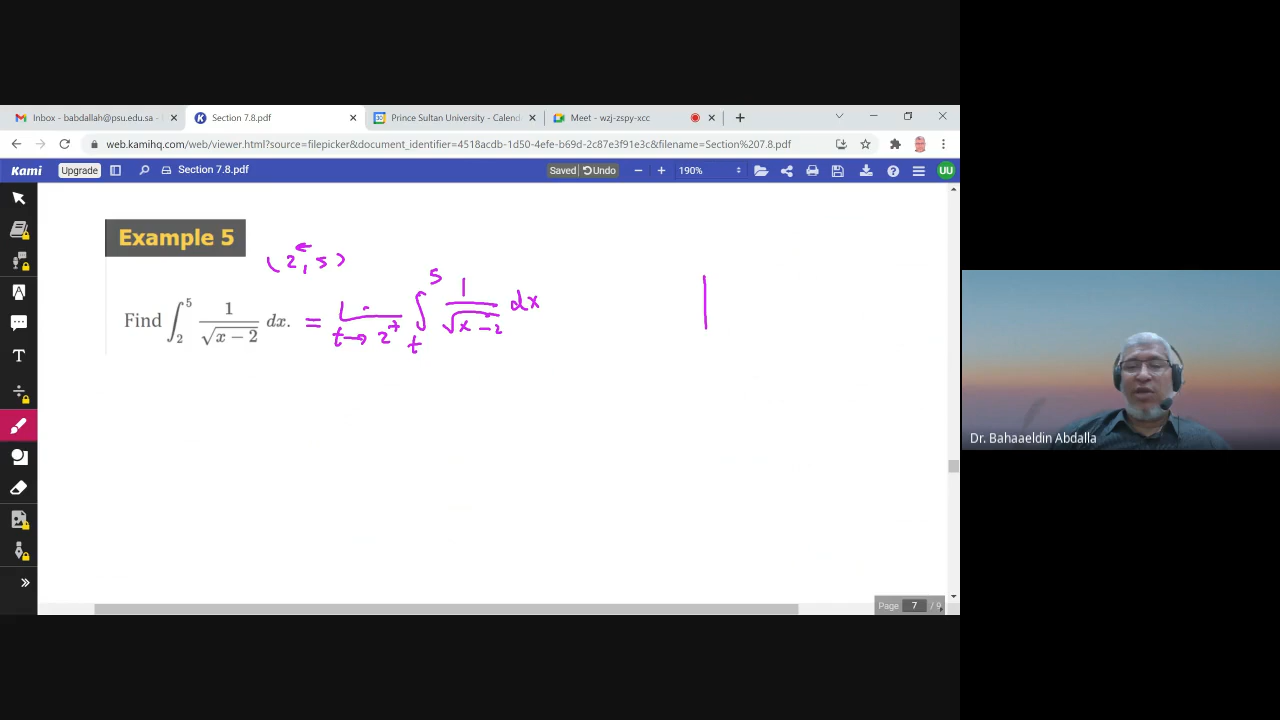 Inbox - babdallah@psu.edu.sa - Section 7.8.pdf Prince Sultan University - Calend Meet - wzj-zspy-xcc
web.kamihq.com/web/viewer.html?source=filepicker&document_identifier=4518acdb-1d50-4efe-b69d-2c87e3f91e3c&filename=Section%207.8.pdf
Kami Upgrade Section 7.8.pdf Saved Undo 190% UU
Example 5
(2, 5)
Find ∫₂⁵ 1/√(x − 2) dx. = lim t→2⁺ ∫ₜ⁵ 1/√(x − 2) dx
Dr. Bahaaeldin Abdalla
Page 7 / 9